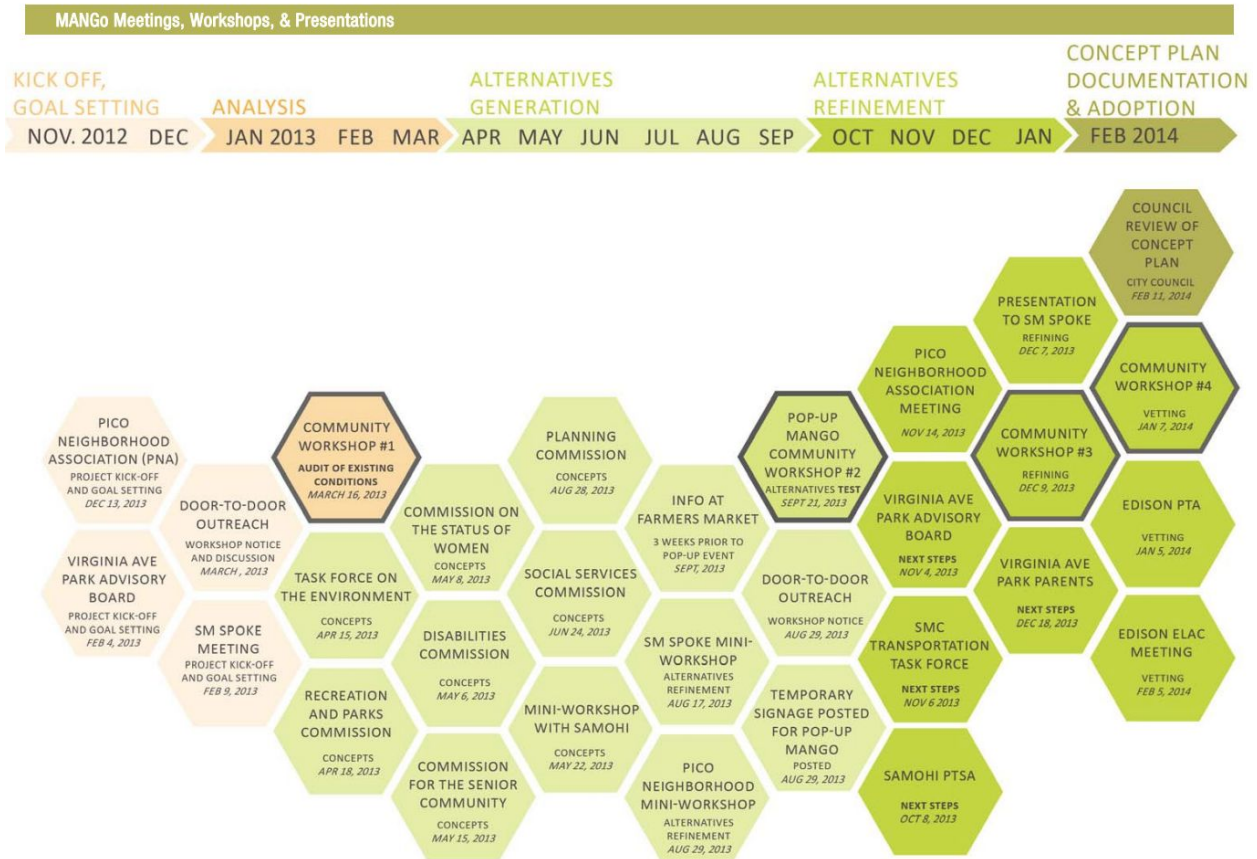 MANGo Meetings, Workshops, & Presentations
KICK OFF,
GOAL SETTING
ANALYSIS
ALTERNATIVES
GENERATION
ALTERNATIVES
REFINEMENT
CONCEPT PLAN
DOCUMENTATION
& ADOPTION
NOV. 2012 DEC JAN 2013 FEB MAR APR MAY JUN JUL AUG SEP OCT NOV DEC JAN FEB 2014
PICO
NEIGHBORHOOD
ASSOCIATION (PNA)
PROJECT KICK-OFF
AND GOAL SETTING
DEC 13, 2013
VIRGINIA AVE
PARK ADVISORY
BOARD
PROJECT KICK-OFF
AND GOAL SETTING
FEB 4, 2013
DOOR-TO-DOOR
OUTREACH
WORKSHOP NOTICE
AND DISCUSSION
MARCH , 2013
SM SPOKE
MEETING
PROJECT KICK-OFF
AND GOAL SETTING
FEB 9, 2013
COMMUNITY
WORKSHOP #1
AUDIT OF EXISTING
CONDITIONS
MARCH 16, 2013
TASK FORCE ON
THE ENVIRONMENT
CONCEPTS
APR 15, 2013
RECREATION
AND PARKS
COMMISSION
CONCEPTS
APR 18, 2013
COMMISSION ON
THE STATUS OF
WOMEN
CONCEPTS
MAY 8, 2013
DISABILITIES
COMMISSION
CONCEPTS
MAY 6, 2013
COMMISSION
FOR THE SENIOR
COMMUNITY
CONCEPTS
MAY 15, 2013
PLANNING
COMMISSION
CONCEPTS
AUG 28, 2013
SOCIAL SERVICES
COMMISSION
CONCEPTS
JUN 24, 2013
MINI-WORKSHOP
WITH SAMOHI
CONCEPTS
MAY 22, 2013
INFO AT
FARMERS MARKET
3 WEEKS PRIOR TO
POP-UP EVENT
SEPT, 2013
SM SPOKE MINI-
WORKSHOP
ALTERNATIVES
REFINEMENT
AUG 17, 2013
PICO
NEIGHBORHOOD
MINI-WORKSHOP
ALTERNATIVES
REFINEMENT
AUG 29, 2013
POP-UP
MANGO
COMMUNITY
WORKSHOP #2
ALTERNATIVES TEST
SEPT 21, 2013
DOOR-TO-DOOR
OUTREACH
WORKSHOP NOTICE
AUG 29, 2013
TEMPORARY
SIGNAGE POSTED
FOR POP-UP
MANGO
POSTED
AUG 29, 2013
PICO
NEIGHBORHOOD
ASSOCIATION
MEETING
NOV 14, 2013
VIRGINIA AVE
PARK ADVISORY
BOARD
NEXT STEPS
NOV 4, 2013
SMC
TRANSPORTATION
TASK FORCE
NEXT STEPS
NOV 6 2013
SAMOHI PTSA
NEXT STEPS
OCT 8, 2013
PRESENTATION
TO SM SPOKE
REFINING
DEC 7, 2013
COMMUNITY
WORKSHOP #3
REFINING
DEC 9, 2013
VIRGINIA AVE
PARK PARENTS
NEXT STEPS
DEC 18, 2013
COUNCIL
REVIEW OF
CONCEPT
PLAN
CITY COUNCIL
FEB 11, 2014
COMMUNITY
WORKSHOP #4
VETTING
JAN 7, 2014
EDISON PTA
VETTING
JAN 5, 2014
EDISON ELAC
MEETING
VETTING
FEB 5, 2014